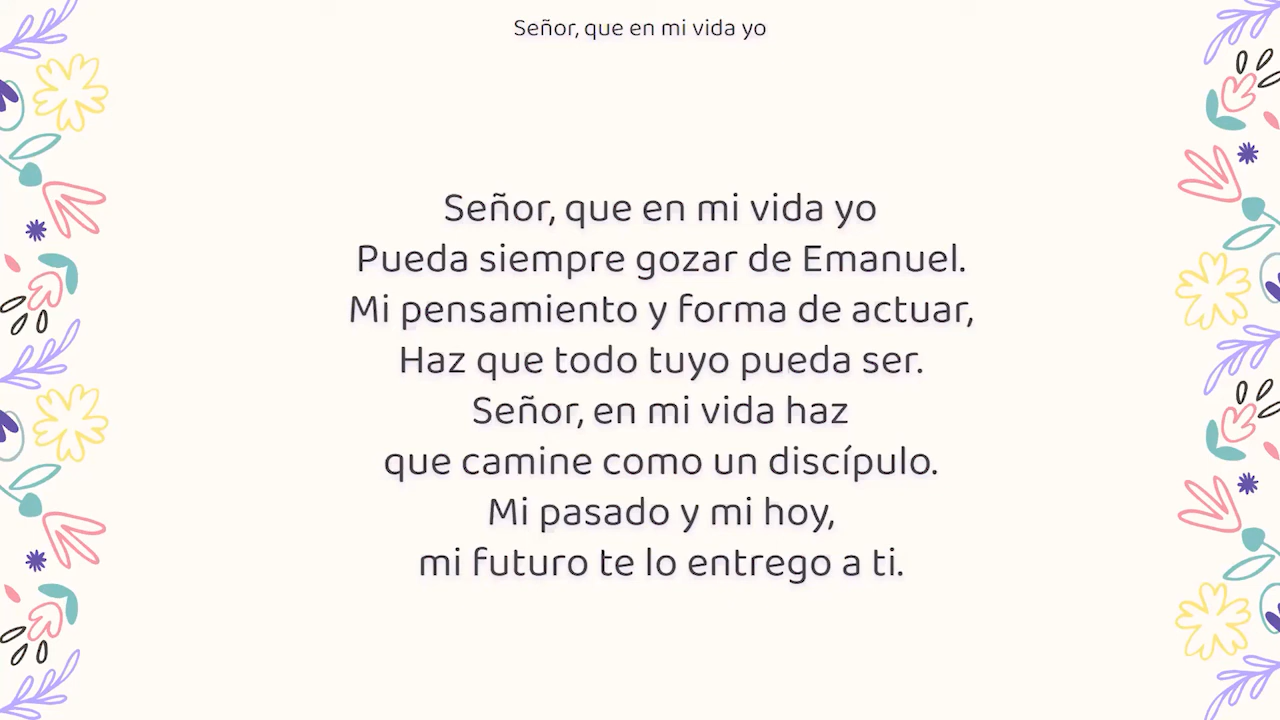 Señor, que en mi vida yo
Señor, que en mi vida yo
Pueda siempre gozar de Emanuel.
Mi pensamiento y forma de actuar,
Haz que todo tuyo pueda ser.
Señor, en mi vida haz
que camine como un discípulo.
Mi pasado y mi hoy,
mi futuro te lo entrego a ti.